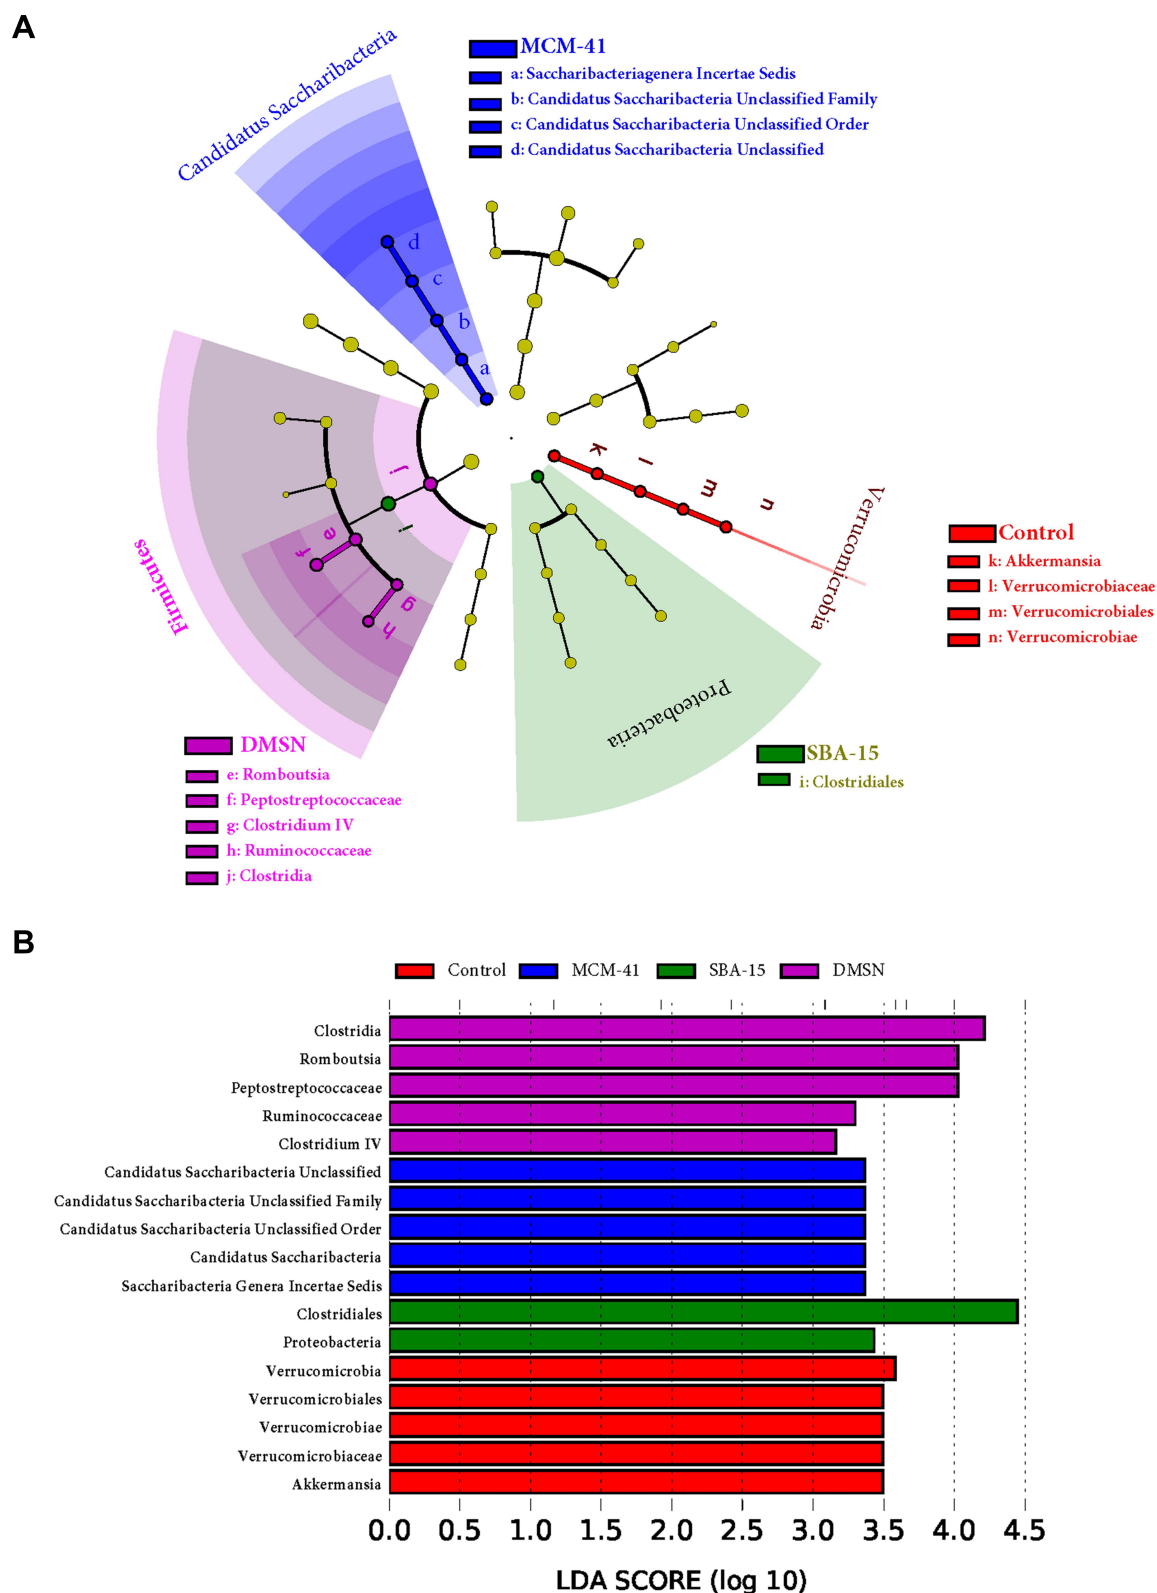 A
Candidatus Saccharibacteria
MCM-41
a: Saccharibacteriagenera Incertae Sedis
b: Candidatus Saccharibacteria Unclassified Family
c: Candidatus Saccharibacteria Unclassified Order
d: Candidatus Saccharibacteria Unclassified
d
c
b
a
j
i
e
f
g
h
k
l
m
n
Firmicutes
Verrucomicrobia
Proteobacteria
Control
k: Akkermansia
l: Verrucomicrobiaceae
m: Verrucomicrobiales
n: Verrucomicrobiae
DMSN
e: Romboutsia
f: Peptostreptococcaceae
g: Clostridium IV
h: Ruminococcaceae
j: Clostridia
SBA-15
i: Clostridiales
B
Control MCM-41 SBA-15 DMSN
Clostridia
Romboutsia
Peptostreptococcaceae
Ruminococcaceae
Clostridium IV
Candidatus Saccharibacteria Unclassified
Candidatus Saccharibacteria Unclassified Family
Candidatus Saccharibacteria Unclassified Order
Candidatus Saccharibacteria
Saccharibacteria Genera Incertae Sedis
Clostridiales
Proteobacteria
Verrucomicrobia
Verrucomicrobiales
Verrucomicrobiae
Verrucomicrobiaceae
Akkermansia
0.0 0.5 1.0 1.5 2.0 2.5 3.0 3.5 4.0 4.5
LDA SCORE (log 10)